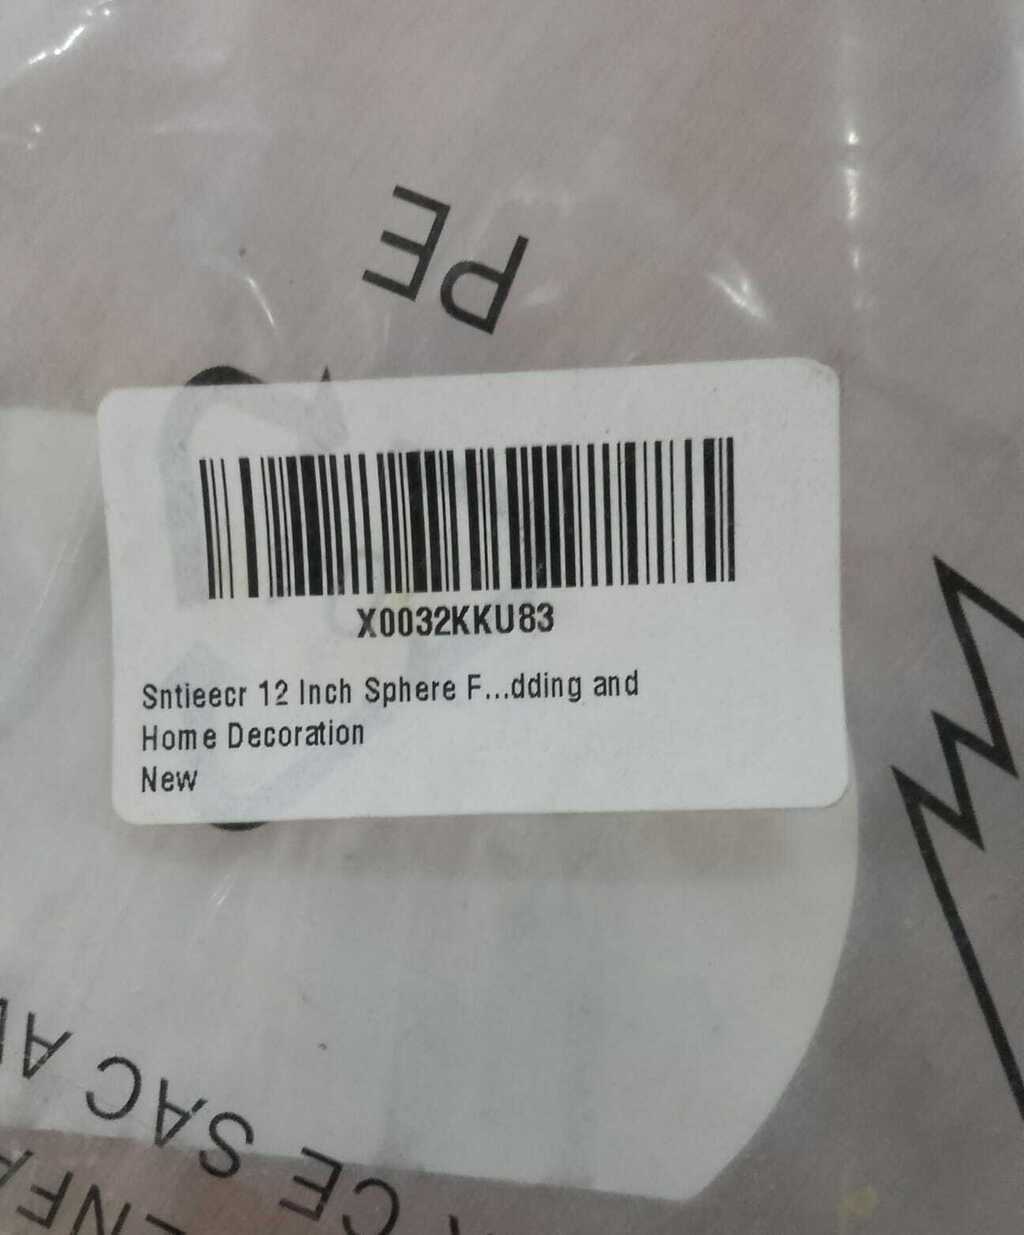 PE
X0032KKU83
Sntieecr 12 Inch Sphere F...dding and
Home Decoration
New
CE SAC